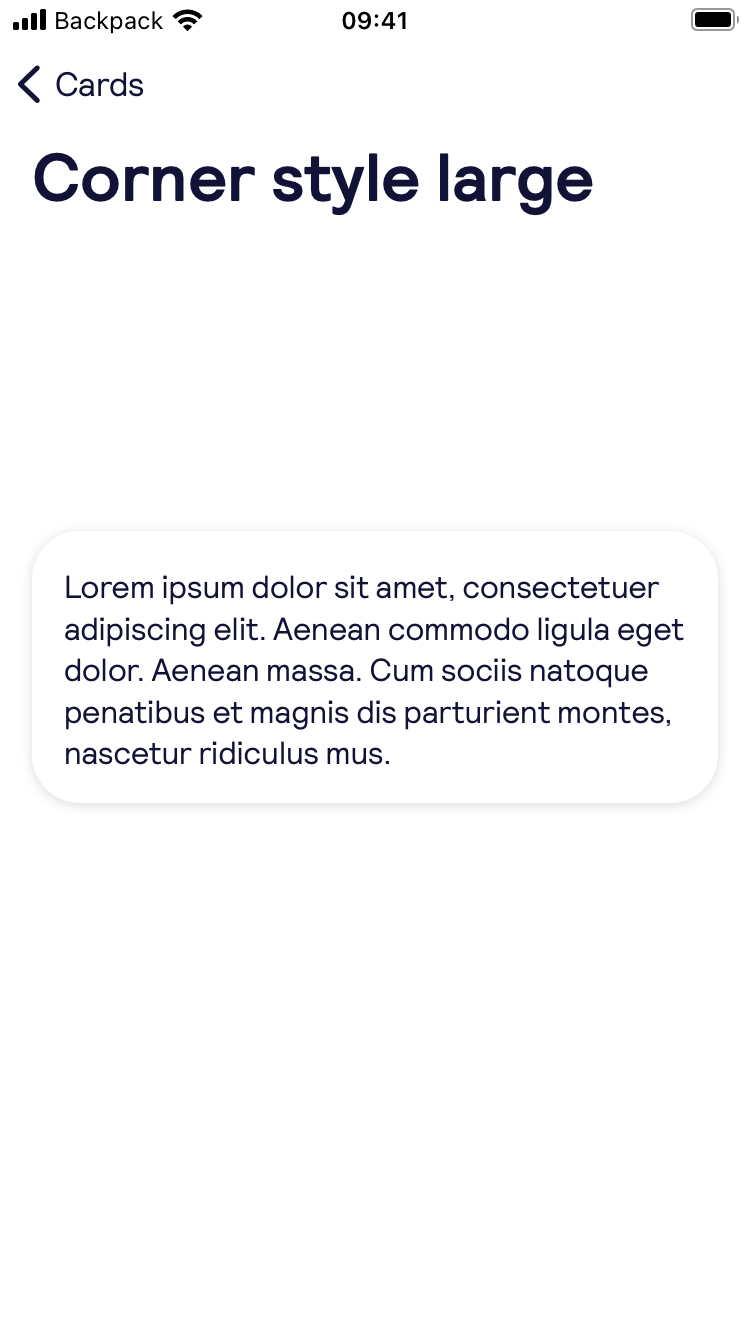 Backpack 09:41
Cards
Corner style large
Lorem ipsum dolor sit amet, consectetuer
adipiscing elit. Aenean commodo ligula eget
dolor. Aenean massa. Cum sociis natoque
penatibus et magnis dis parturient montes,
nascetur ridiculus mus.